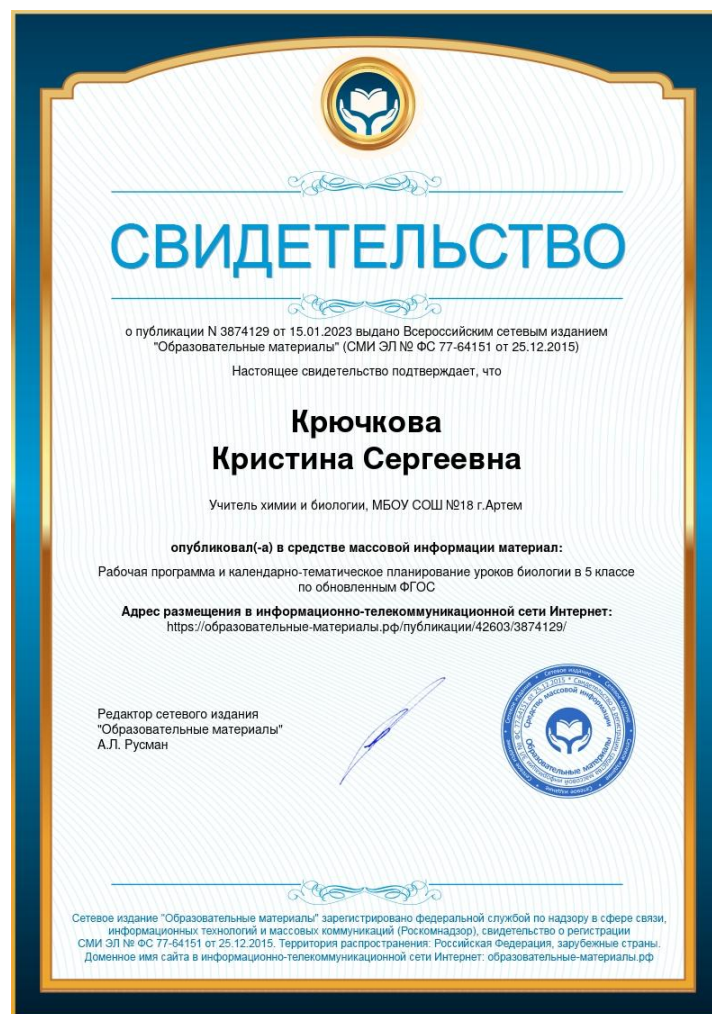 СВИДЕТЕЛЬСТВО
о публикации N 3874129 от 15.01.2023 выдано Всероссийским сетевым изданием
"Образовательные материалы" (СМИ ЭЛ № ФС 77-64151 от 25.12.2015)
Настоящее свидетельство подтверждает, что
Крючкова
Кристина Сергеевна
Учитель химии и биологии, МБОУ СОШ №18 г.Артем
опубликовал(-а) в средстве массовой информации материал:
Рабочая программа и календарно-тематическое планирование уроков биологии в 5 классе
по обновленным ФГОС
Адрес размещения в информационно-телекоммуникационной сети Интернет:
https://образовательные-материалы.рф/публикации/42603/3874129/
Редактор сетевого издания
"Образовательные материалы"
А.Л. Русман
Сетевое издание
Средство массовой информации
Образовательные материалы
Сетевое издание "Образовательные материалы" зарегистрировано федеральной службой по надзору в сфере связи,
информационных технологий и массовых коммуникаций (Роскомнадзор), свидетельство о регистрации
СМИ ЭЛ № ФС 77-64151 от 25.12.2015. Территория распространения: Российская Федерация, зарубежные страны.
Доменное имя сайта в информационно-телекоммуникационной сети Интернет: образовательные-материалы.рф